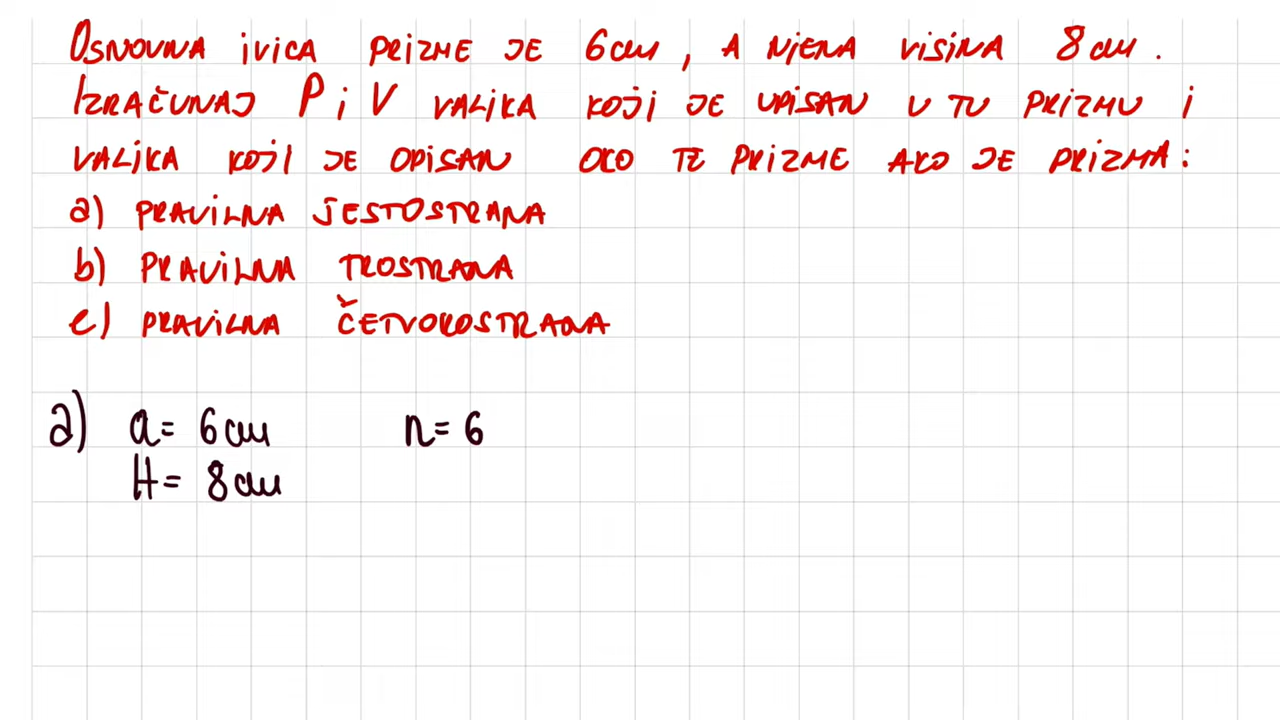 OSNOVNA IVICA PRIZME JE 6cm, A NJENA VISINA 8cm.
IZRAČUNAJ P i V VALJKA KOJI JE UPISAN U TU PRIZMU I
VALJKA KOJI JE OPISAN OKO TE PRIZME AKO JE PRIZMA:
a) PRAVILNA ŠESTOSTRANA
b) PRAVILNA TROSTRANA
c) PRAVILNA ČETVOROSTRANA
a) a = 6cm n = 6
H = 8cm